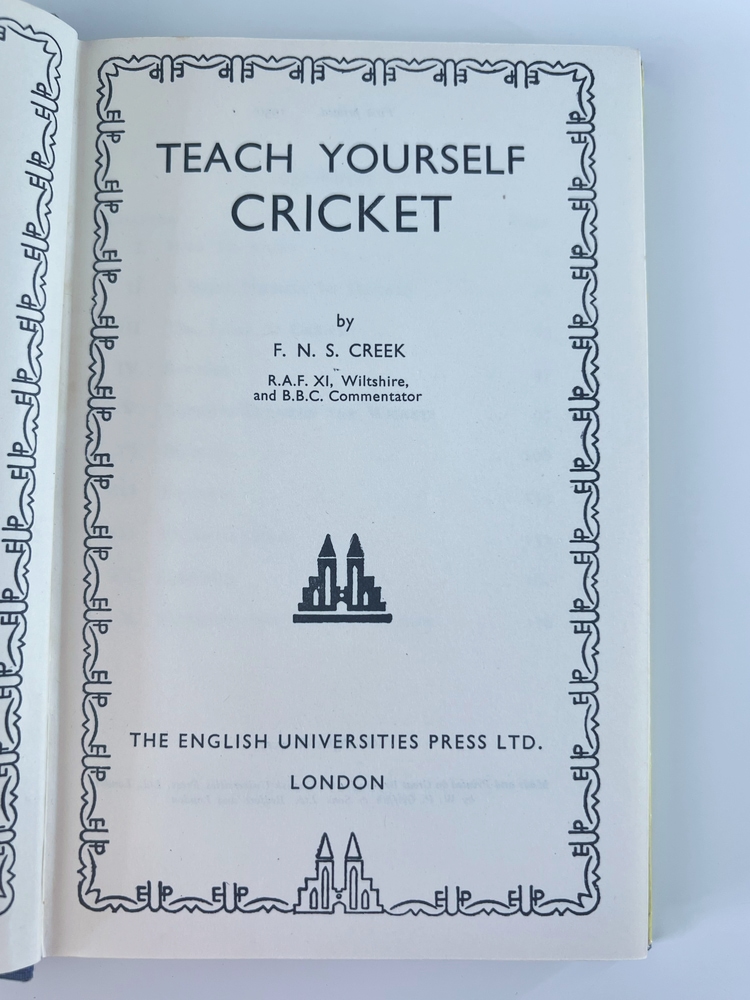 TEACH YOURSELF
CRICKET
by
F. N. S. CREEK
R.A.F. XI, Wiltshire,
and B.B.C. Commentator
THE ENGLISH UNIVERSITIES PRESS LTD.
LONDON